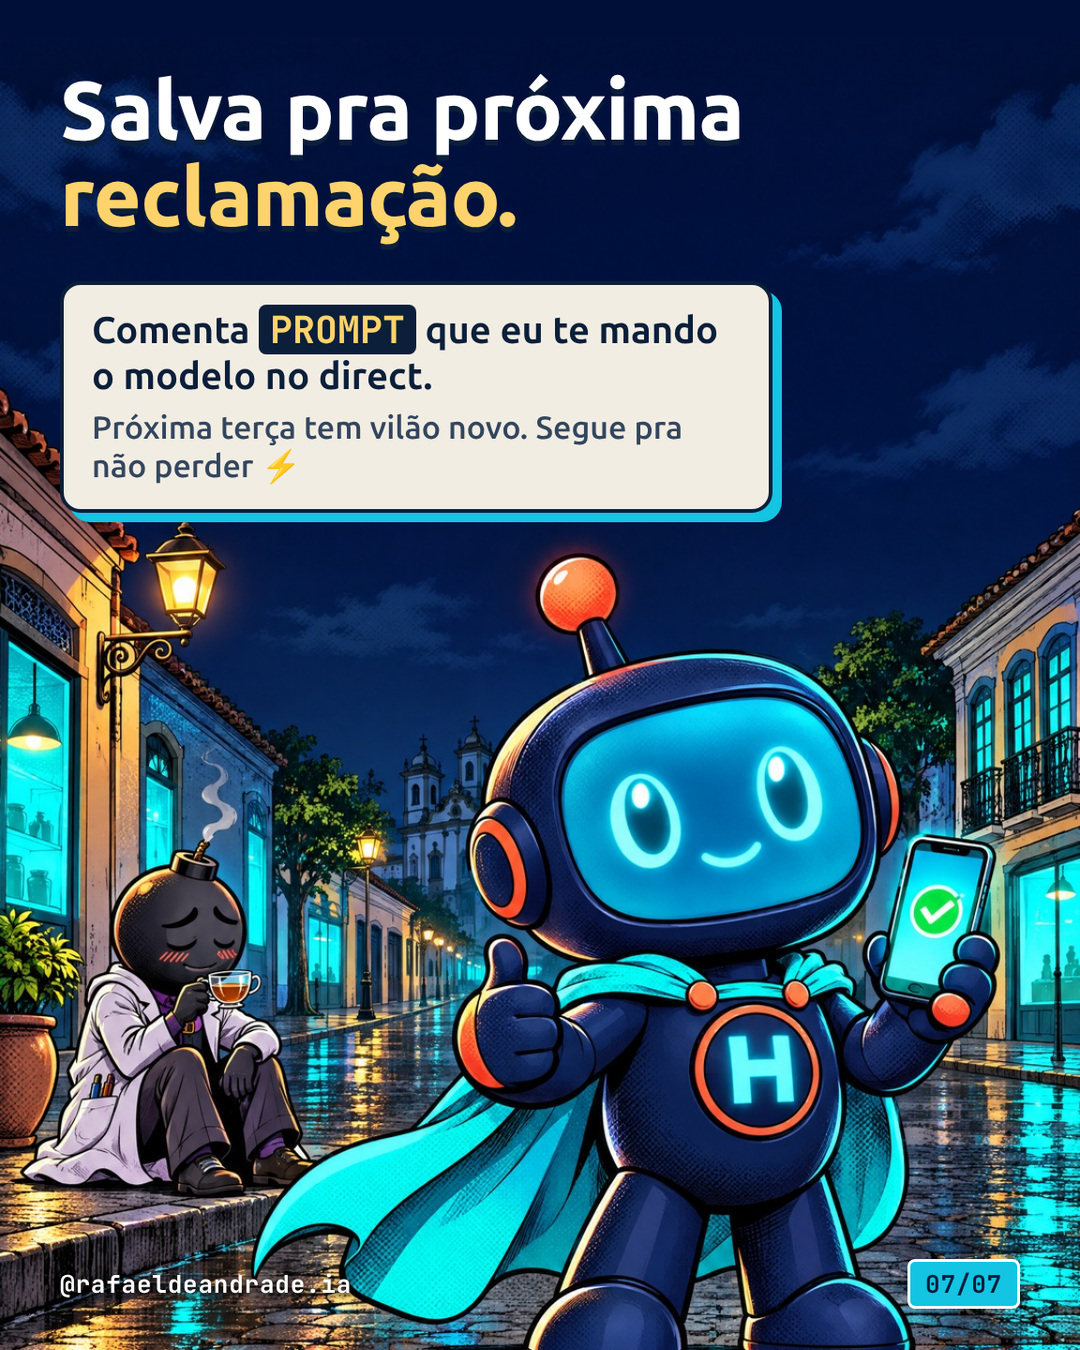 Salva pra próxima
reclamação.
Comenta PROMPT que eu te mando
o modelo no direct.
Próxima terça tem vilão novo. Segue pra
não perder ⚡
H
@rafaeldeandrade.ia
07/07